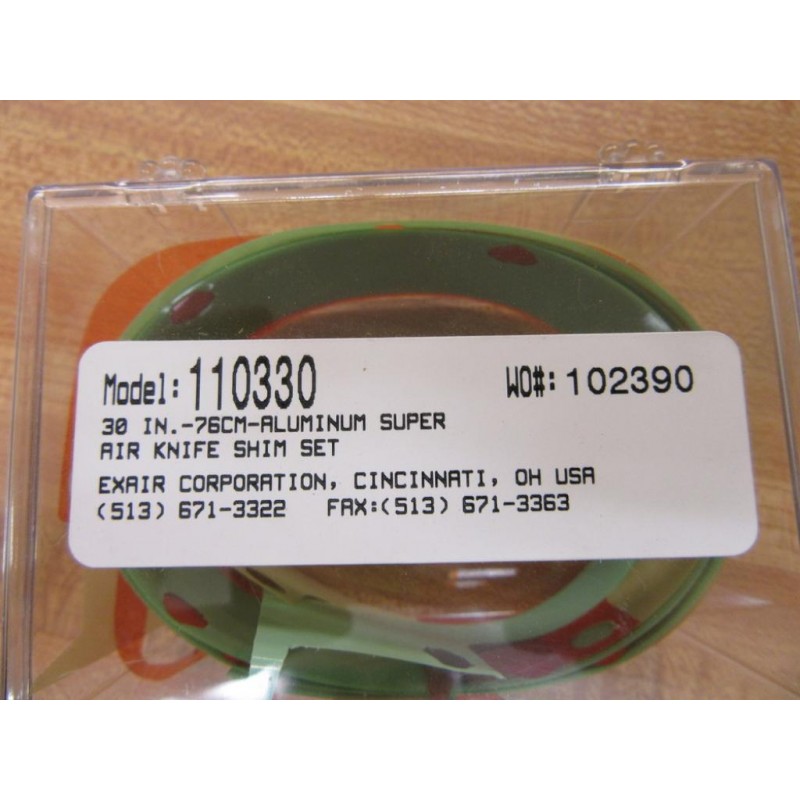 Model: 110330 WO#: 102390
30 IN.-76CM-ALUMINUM SUPER
AIR KNIFE SHIM SET
EXAIR CORPORATION, CINCINNATI, OH USA
(513) 671-3322 FAX:(513) 671-3363